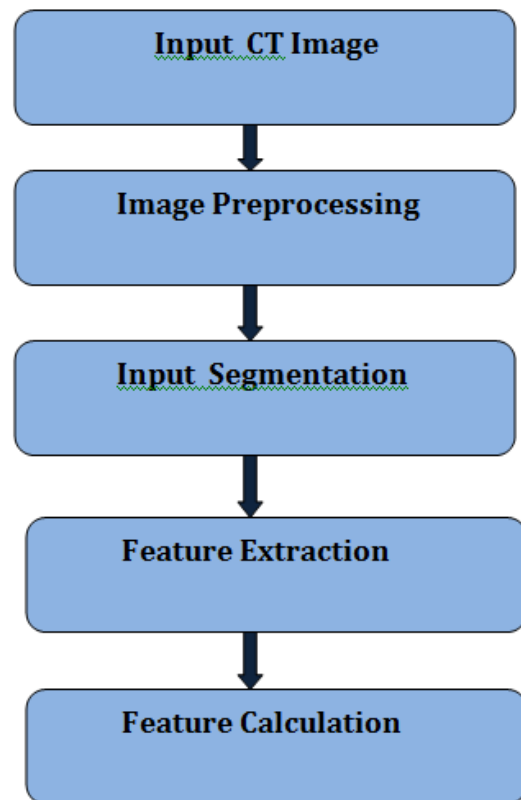 Input CT Image
Image Preprocessing
Input Segmentation
Feature Extraction
Feature Calculation